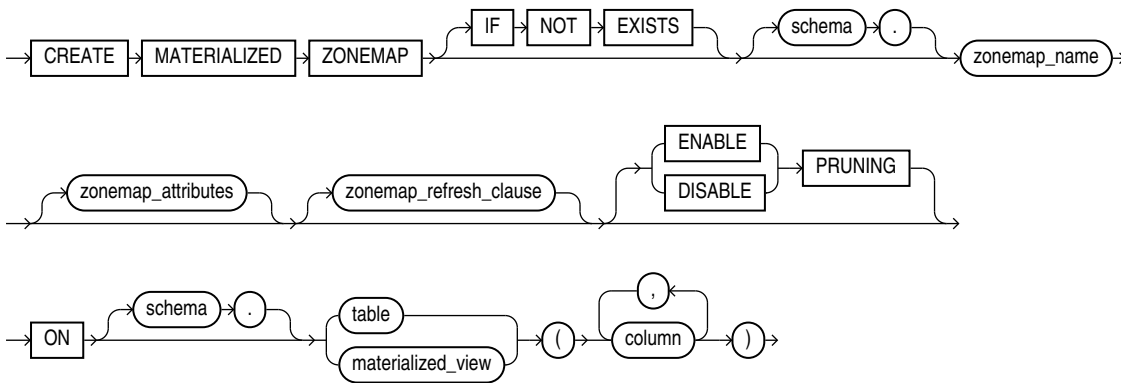 IF NOT EXISTS schema .
CREATE MATERIALIZED ZONEMAP zonemap_name
ENABLE
zonemap_attributes zonemap_refresh_clause PRUNING
DISABLE
schema . table ,
ON ( column )
materialized_view